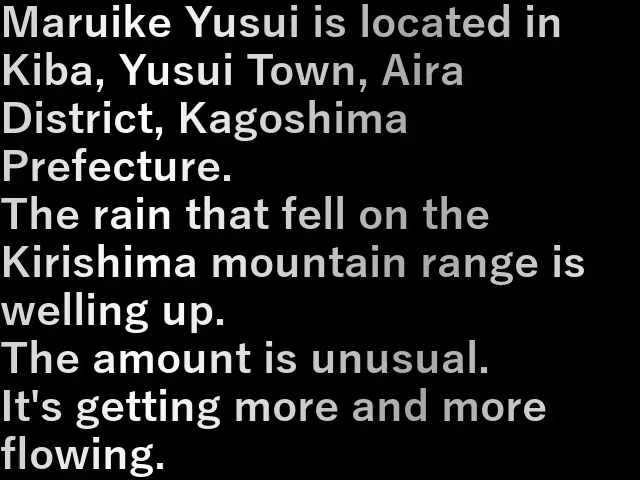 Maruike Yusui is located in
Kiba, Yusui Town, Aira
District, Kagoshima
Prefecture.
The rain that fell on the
Kirishima mountain range is
welling up.
The amount is unusual.
It's getting more and more
flowing.